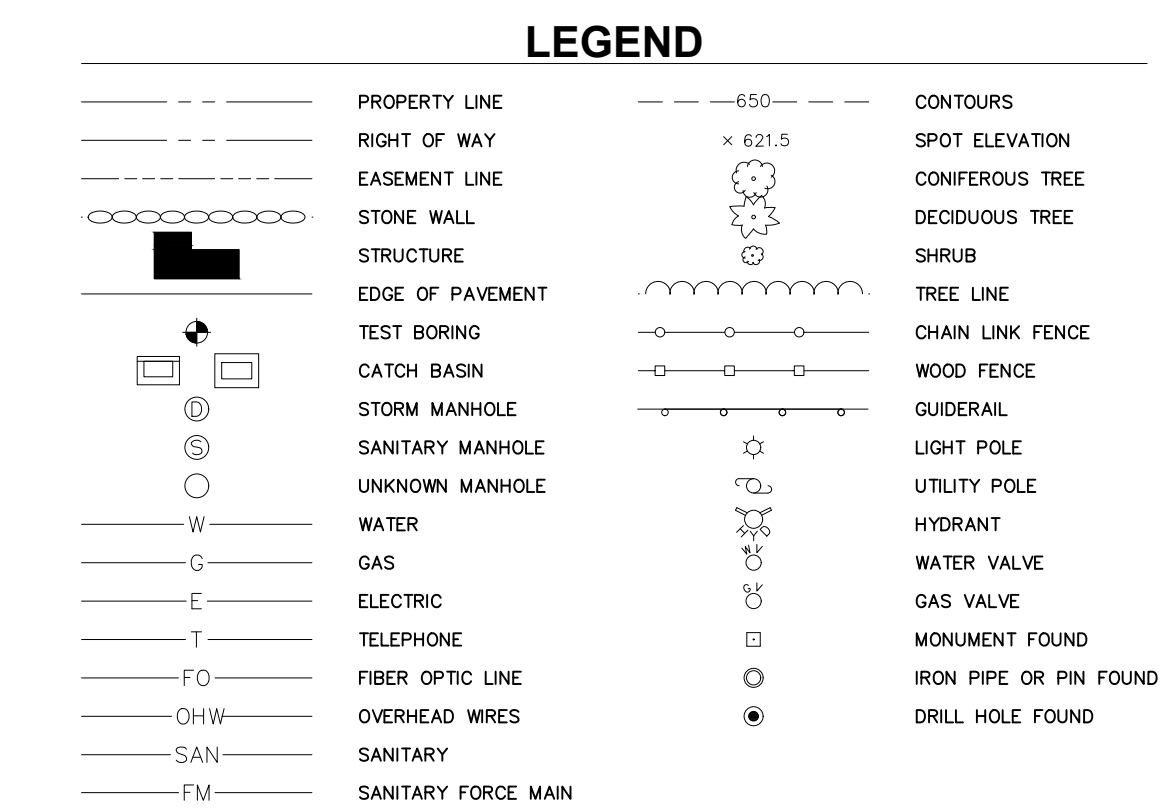 LEGEND
PROPERTY LINE
650 CONTOURS
RIGHT OF WAY
× 621.5 SPOT ELEVATION
EASEMENT LINE
CONIFEROUS TREE
STONE WALL
DECIDUOUS TREE
STRUCTURE
SHRUB
EDGE OF PAVEMENT
TREE LINE
TEST BORING
CHAIN LINK FENCE
CATCH BASIN
WOOD FENCE
D STORM MANHOLE
GUIDERAIL
S SANITARY MANHOLE
LIGHT POLE
UNKNOWN MANHOLE
UTILITY POLE
W WATER
HYD HYDRANT
G GAS
WV WATER VALVE
E ELECTRIC
GV GAS VALVE
T TELEPHONE
MONUMENT FOUND
FO FIBER OPTIC LINE
IRON PIPE OR PIN FOUND
OHW OVERHEAD WIRES
DRILL HOLE FOUND
SAN SANITARY
FM SANITARY FORCE MAIN